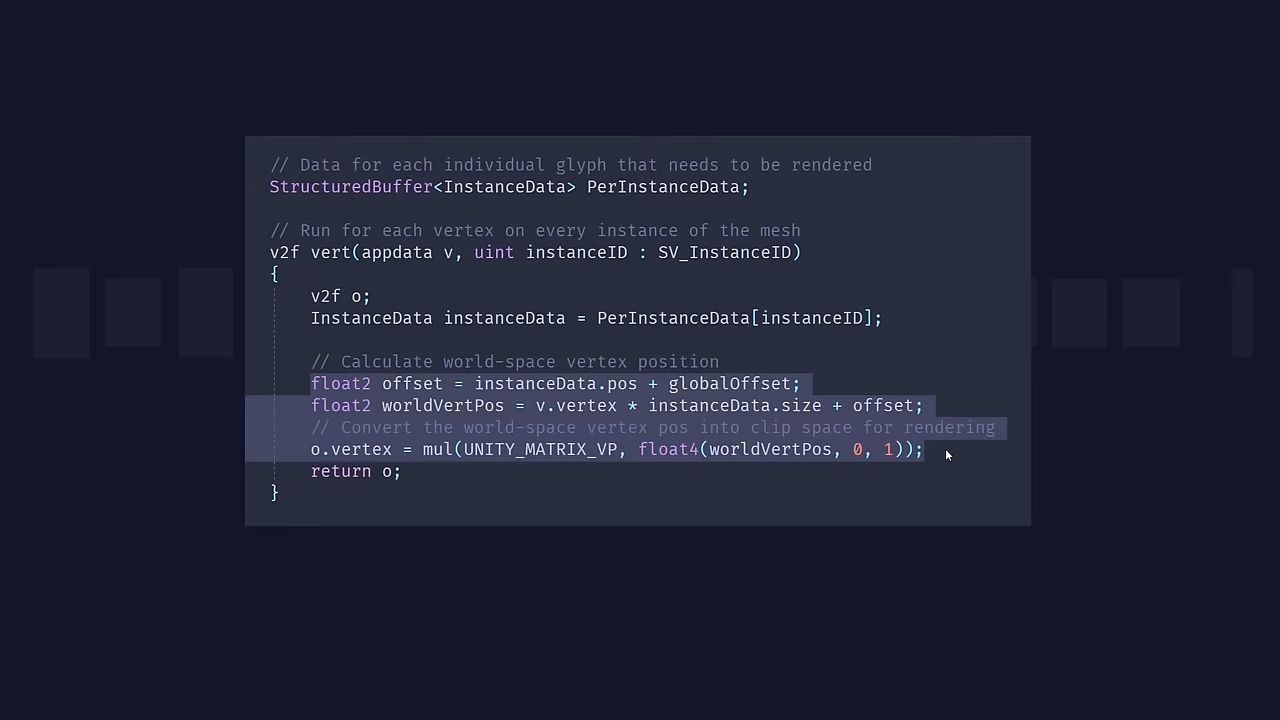 // Data for each individual glyph that needs to be rendered
StructuredBuffer<InstanceData> PerInstanceData;
// Run for each vertex on every instance of the mesh
v2f vert(appdata v, uint instanceID : SV_InstanceID)
{
v2f o;
InstanceData instanceData = PerInstanceData[instanceID];
// Calculate world-space vertex position
float2 offset = instanceData.pos + globalOffset;
float2 worldVertPos = v.vertex * instanceData.size + offset;
// Convert the world-space vertex pos into clip space for rendering
o.vertex = mul(UNITY_MATRIX_VP, float4(worldVertPos, 0, 1));
return o;
}